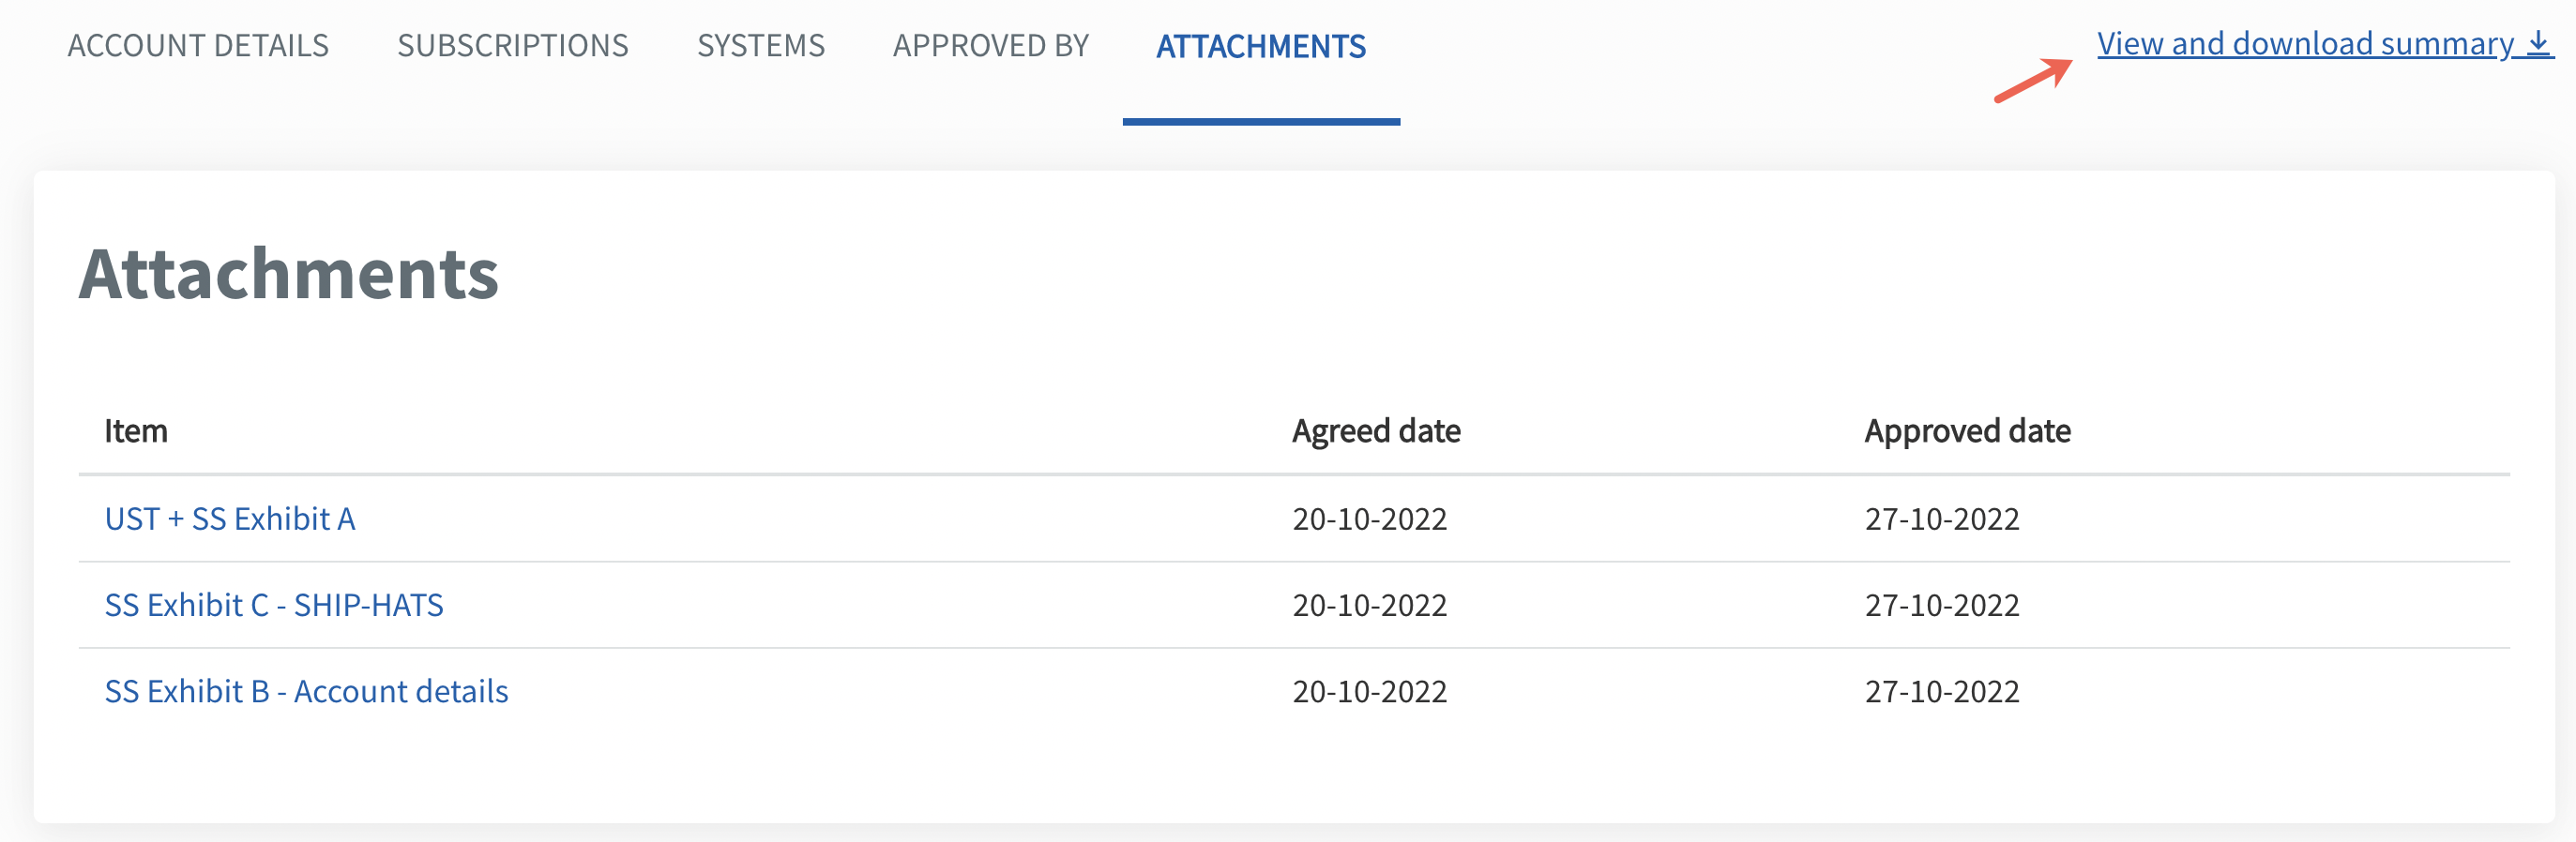 ACCOUNT DETAILS SUBSCRIPTIONS SYSTEMS APPROVED BY ATTACHMENTS View and download summary
Attachments
Item Agreed date Approved date
UST + SS Exhibit A 20-10-2022 27-10-2022
SS Exhibit C - SHIP-HATS 20-10-2022 27-10-2022
SS Exhibit B - Account details 20-10-2022 27-10-2022